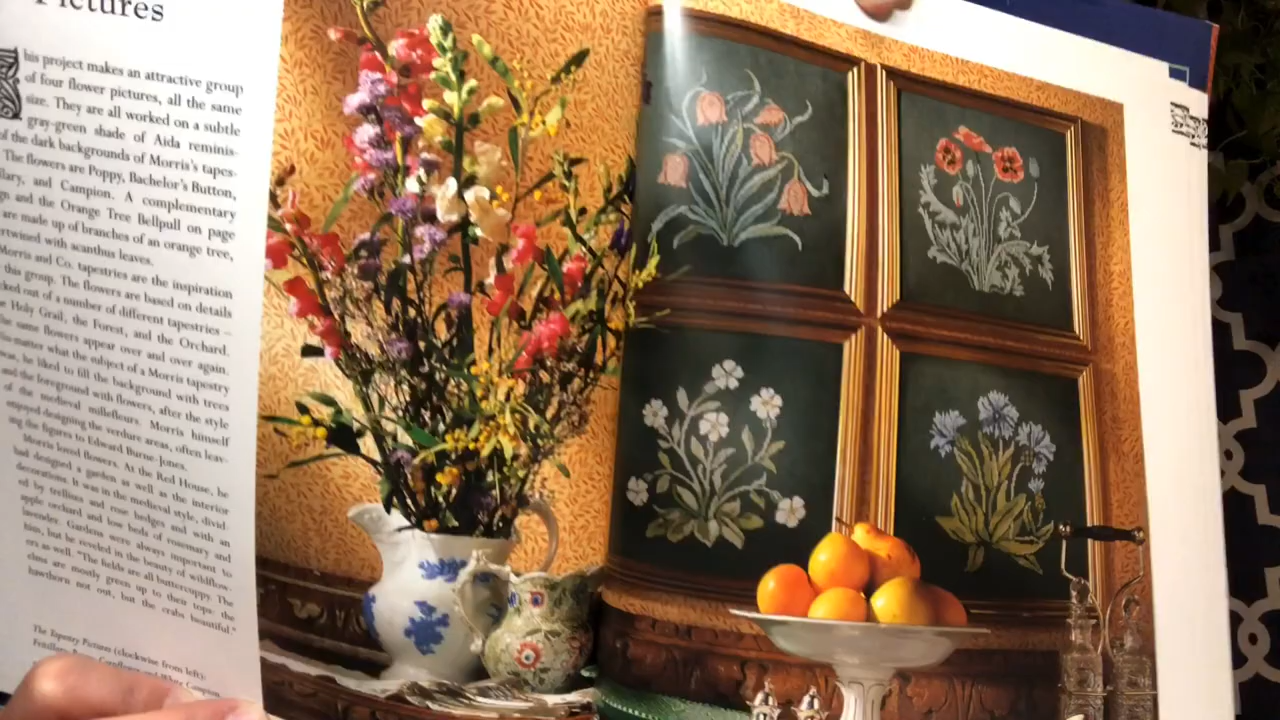 Pictures
his project makes an attractive group
of four flower pictures, all the same
size. They are all worked on a subtle
gray-green shade of Aida reminis-
of the dark backgrounds of Morris's tapes-
The flowers are Poppy, Bachelor's Button,
and Campion. A complementary
and the Orange Tree Bellpull on page
are made up of branches of an orange tree,
with acanthus leaves.
Morris and Co. tapestries are the inspiration
this group. The flowers are based on details
out of a number of different tapestries –
Holy Grail, the Forest, and the Orchard.
same flowers appear over and over again.
matter what the subject of a Morris tapestry
he liked to fill the background with trees
and the foreground with flowers, after the style
of the medieval millefleurs. Morris himself
enjoyed designing the verdure areas, often leav-
ing the figures to Edward Burne-Jones.
Morris loved flowers. At the Red House, he
had designed a garden as well as the interior
decorations. It was in the medieval style, divid-
ed by trellises and rose hedges and with an
apple orchard and low beds of rosemary and
lavender. Gardens were always important to
him, but he reveled in the beauty of wildflow-
ers as well. "The fields are all buttercuppy. The
elms are mostly green up to their tops: the
hawthorn not out, but the crabs beautiful."
The Tapestry Pictures (clockwise from left):
Cornflower and White Campion.